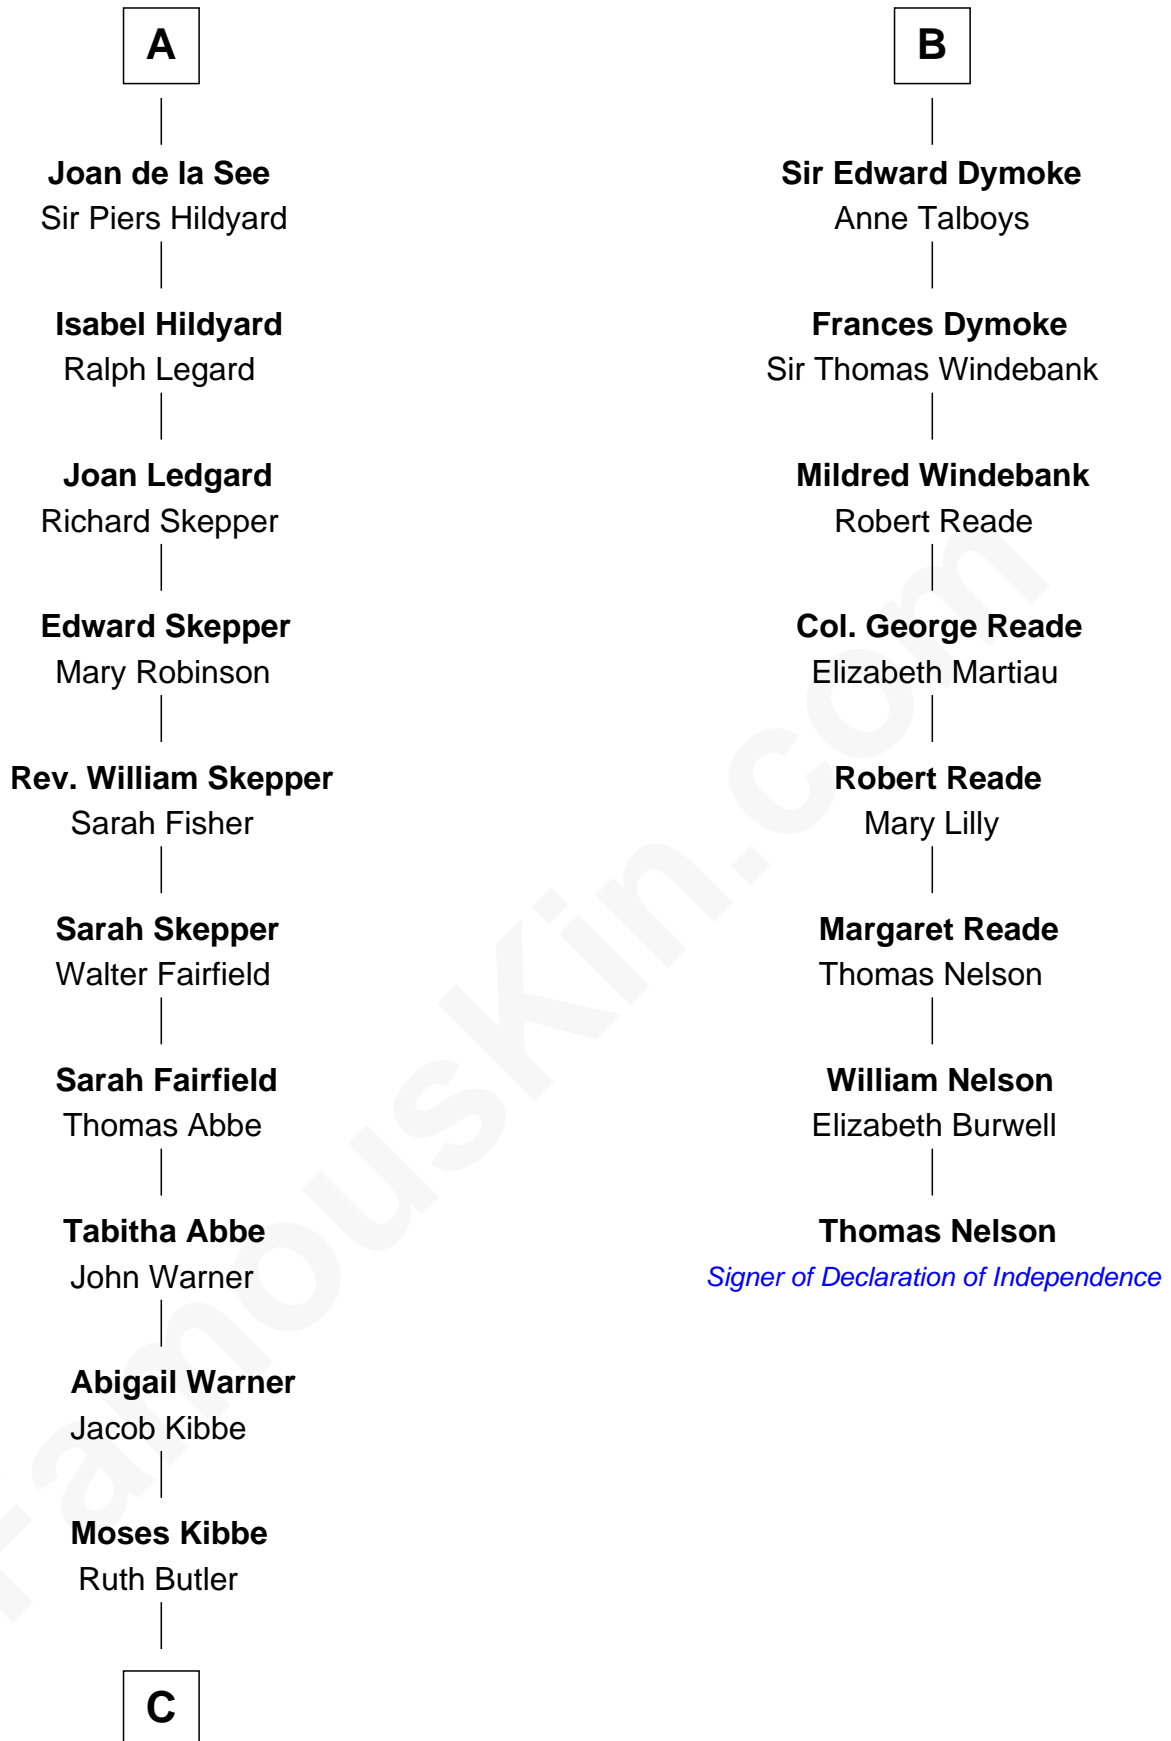 A
Joan de la See
Sir Piers Hildyard
Isabel Hildyard
Ralph Legard
Joan Ledgard
Richard Skepper
Edward Skepper
Mary Robinson
Rev. William Skepper
Sarah Fisher
Sarah Skepper
Walter Fairfield
Sarah Fairfield
Thomas Abbe
Tabitha Abbe
John Warner
Abigail Warner
Jacob Kibbe
Moses Kibbe
Ruth Butler
C
B
Sir Edward Dymoke
Anne Talboys
Frances Dymoke
Sir Thomas Windebank
Mildred Windebank
Robert Reade
Col. George Reade
Elizabeth Martiau
Robert Reade
Mary Lilly
Margaret Reade
Thomas Nelson
William Nelson
Elizabeth Burwell
Thomas Nelson
Signer of Declaration of Independence
FamousKin.com